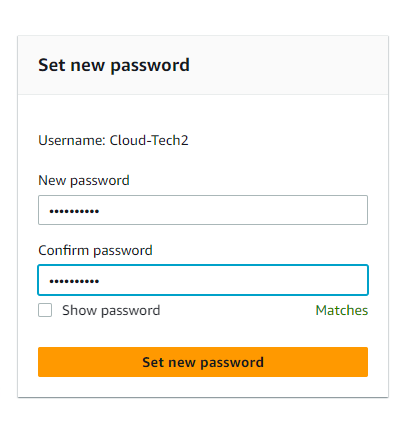 Set new password
Username: Cloud-Tech2
New password
••••••••••
Confirm password
••••••••••
Show password Matches
Set new password